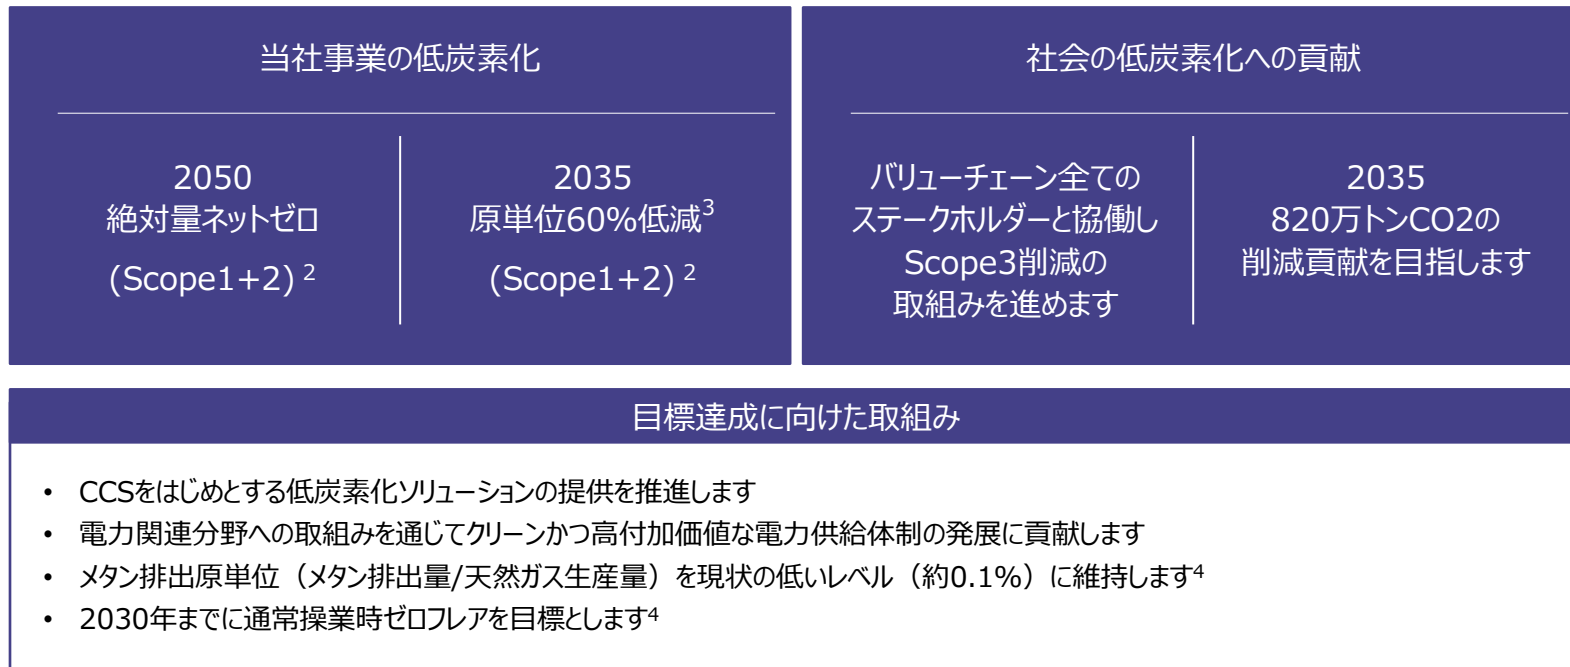 当社事業の低炭素化
2050
絶対量ネットゼロ
(Scope1+2) 2
2035
原単位60%低減3
(Scope1+2) 2
社会の低炭素化への貢献
バリューチェーン全ての
ステークホルダーと協働し
Scope3削減の
取組みを進めます
2035
820万トンCO2の
削減貢献を目指します
目標達成に向けた取組み
• CCSをはじめとする低炭素化ソリューションの提供を推進します
• 電力関連分野への取組みを通じてクリーンかつ高付加価値な電力供給体制の発展に貢献します
• メタン排出原単位（メタン排出量/天然ガス生産量）を現状の低いレベル（約0.1%）に維持します4
• 2030年までに通常操業時ゼロフレアを目標とします4